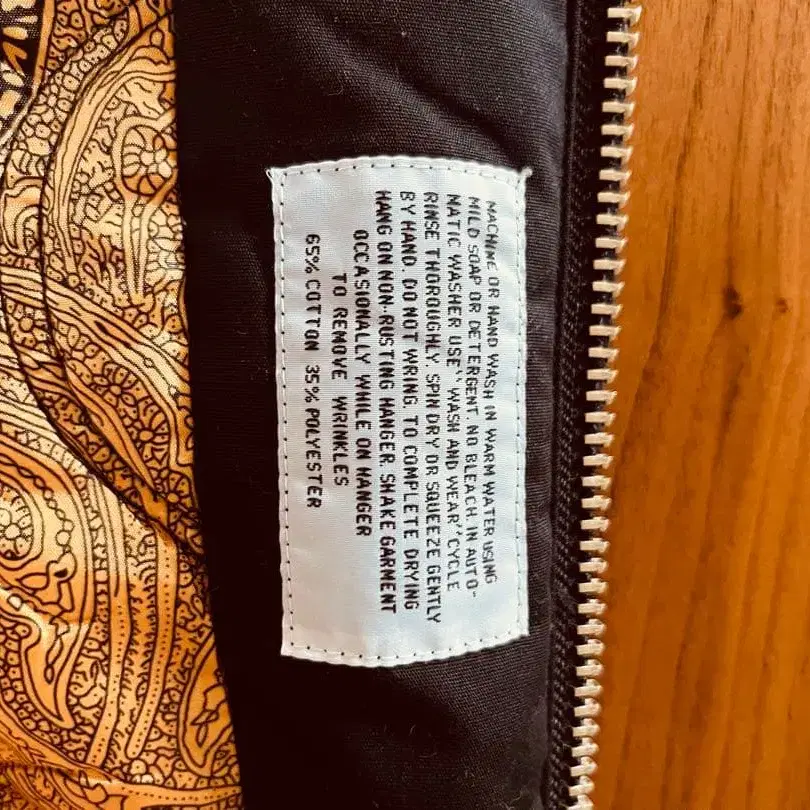 MACHINE OR HAND WASH IN WARM WATER USING
MILD SOAP OR DETERGENT. NO BLEACH. IN AUTO-
MATIC WASHER USE "WASH AND WEAR" CYCLE.
RINSE THOROUGHLY. SPIN DRY OR SQUEEZE GENTLY
BY HAND. DO NOT WRING. TO COMPLETE DRYING
HANG ON NON-RUSTING HANGER. SHAKE GARMENT
OCCASIONALLY WHILE ON HANGER
TO REMOVE WRINKLES
65% COTTON 35% POLYESTER